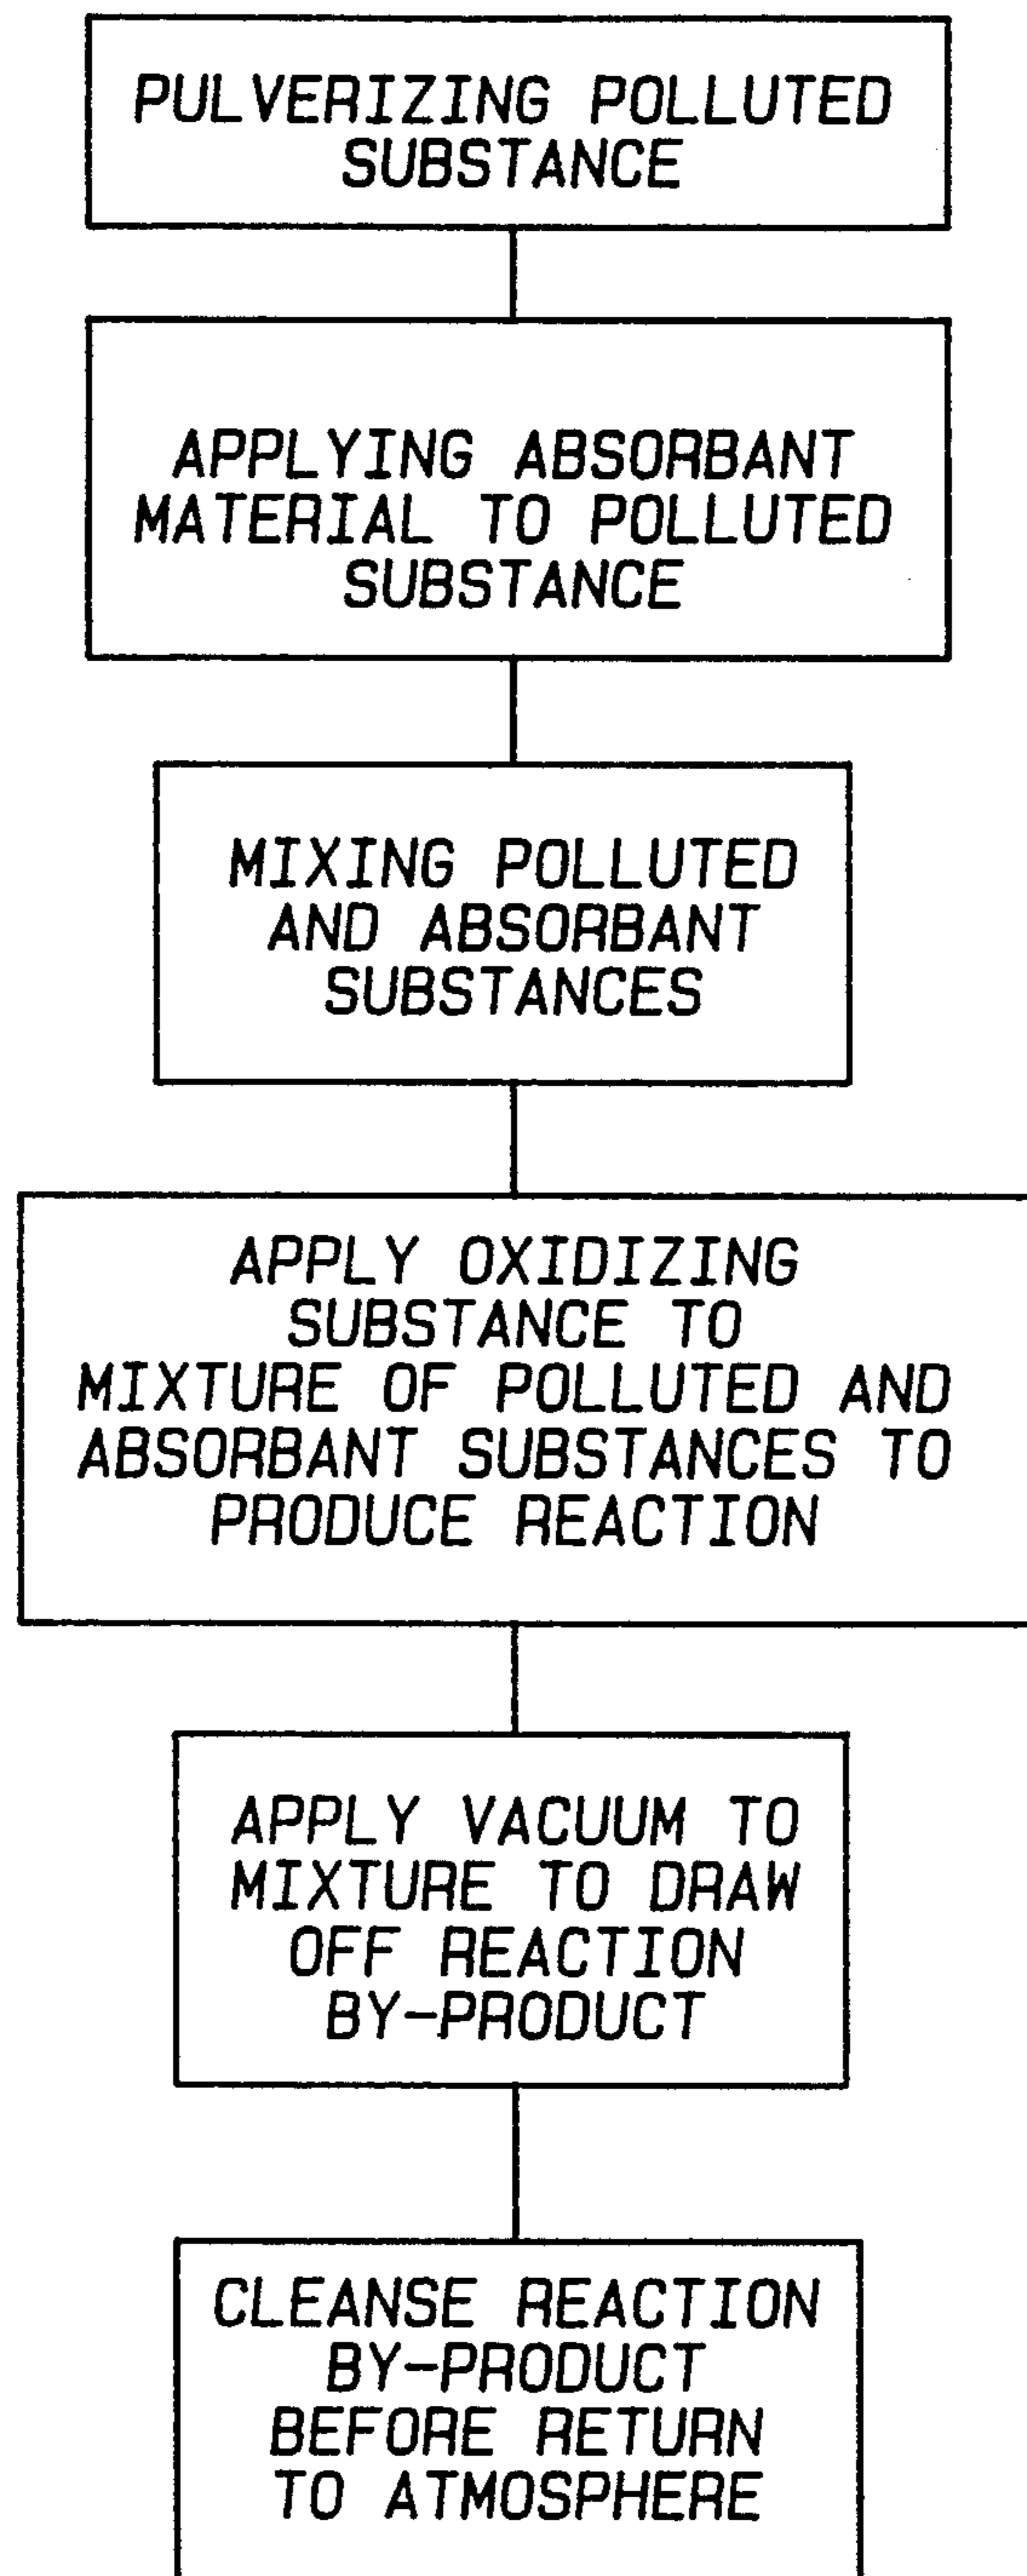 PULVERIZING POLLUTED
SUBSTANCE
APPLYING ABSORBANT
MATERIAL TO POLLUTED
SUBSTANCE
MIXING POLLUTED
AND ABSORBANT
SUBSTANCES
APPLY OXIDIZING
SUBSTANCE TO
MIXTURE OF POLLUTED AND
ABSORBANT SUBSTANCES TO
PRODUCE REACTION
APPLY VACUUM TO
MIXTURE TO DRAW
OFF REACTION
BY-PRODUCT
CLEANSE REACTION
BY-PRODUCT
BEFORE RETURN
TO ATMOSPHERE